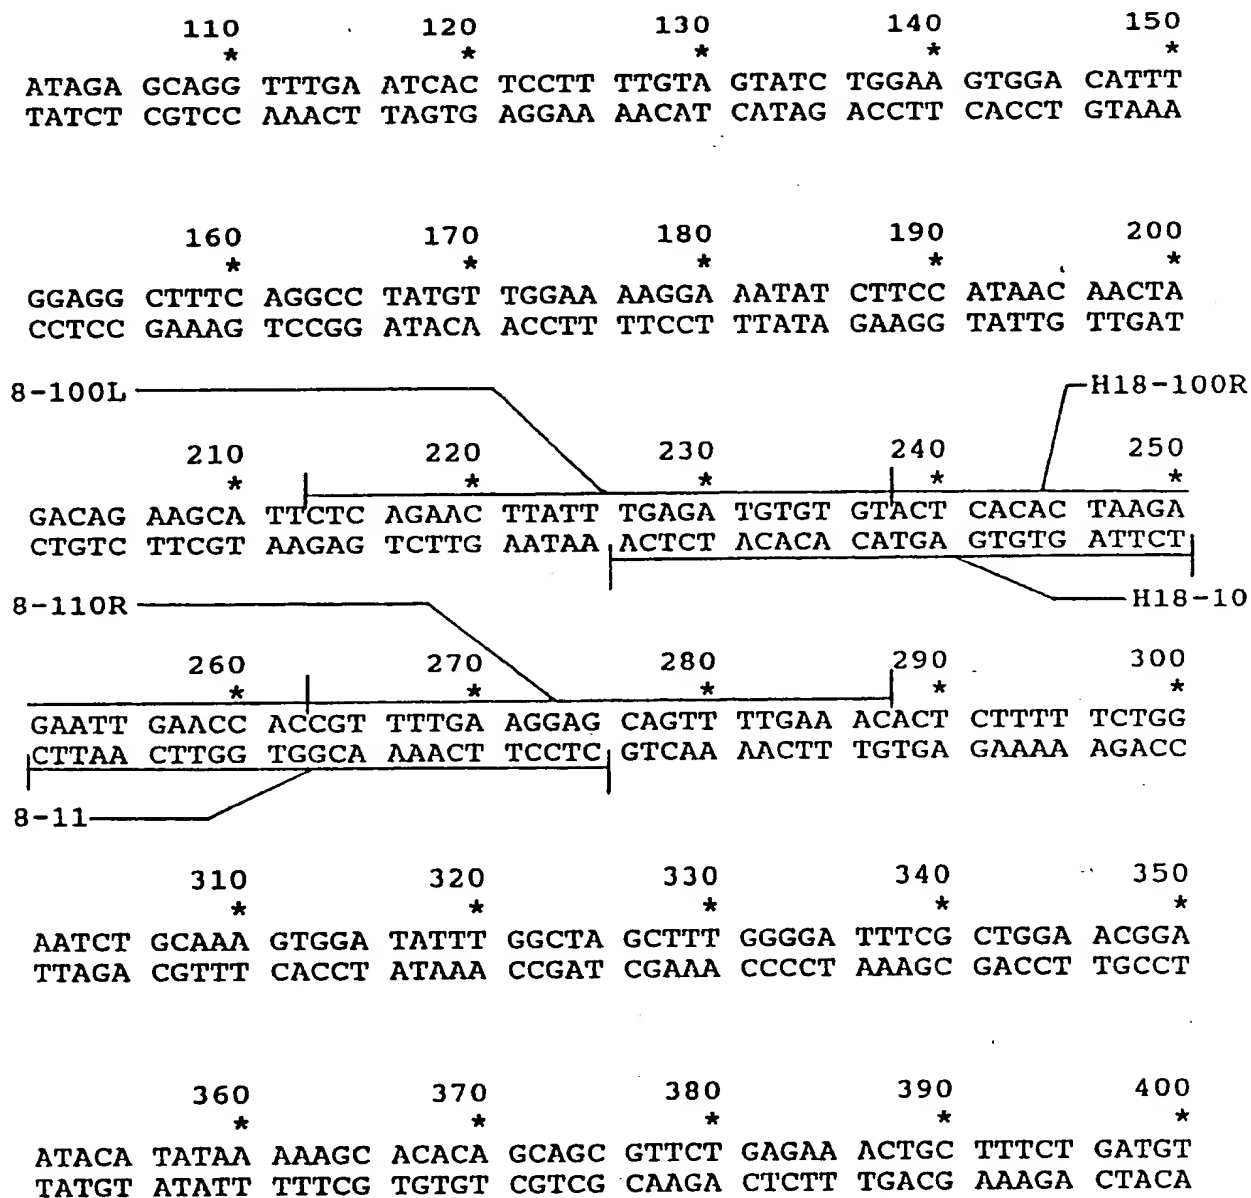 110 120 130 140 150
* * * * *
ATAGA GCAGG TTTGA ATCAC TCCTT TTGTA GTATC TGGAA GTGGA CATTT
TATCT CGTCC AAACT TAGTG AGGAA AACAT CATAG ACCTT CACCT GTAAA
160 170 180 190 200
* * * * *
GGAGG CTTTC AGGCC TATGT TGGAA AAGGA AATAT CTTCC ATAAC AACTA
CCTCC GAAAG TCCGG ATACA ACCTT TTCCT TTATA GAAGG TATTG TTGAT
8-100L H18-100R
210 220 230 240 250
* * * * *
GACAG AAGCA TTCTC AGAAC TTATT TGAGA TGTGT GTACT CACAC TAAGA
CTGTC TTCGT AAGAG TCTTG AATAA ACTCT ACACA CATGA GTGTG ATTCT
8-110R H18-10
260 270 280 290 300
* * * * *
GAATT GAACC ACCGT TTTGA AGGAG CAGTT TTGAA ACACT CTTTT TCTGG
CTTAA CTTGG TGGCA AAACT TCCTC GTCAA AACTT TGTGA GAAAA AGACC
8-11
310 320 330 340 350
* * * * *
AATCT GCAAA GTGGA TATTT GGCTA GCTTT GGGGA TTTCG CTGGA ACGGA
TTAGA CGTTT CACCT ATAAA CCGAT CGAAA CCCCT AAAGC GACCT TGCCT
360 370 380 390 400
* * * * *
ATACA TATAA AAAGC ACACA GCAGC GTTCT GAGAA ACTGC TTTCT GATGT
TATGT ATATT TTTCG TGTGT CGTCG CAAGA CTCTT TGACG AAAGA CTACA